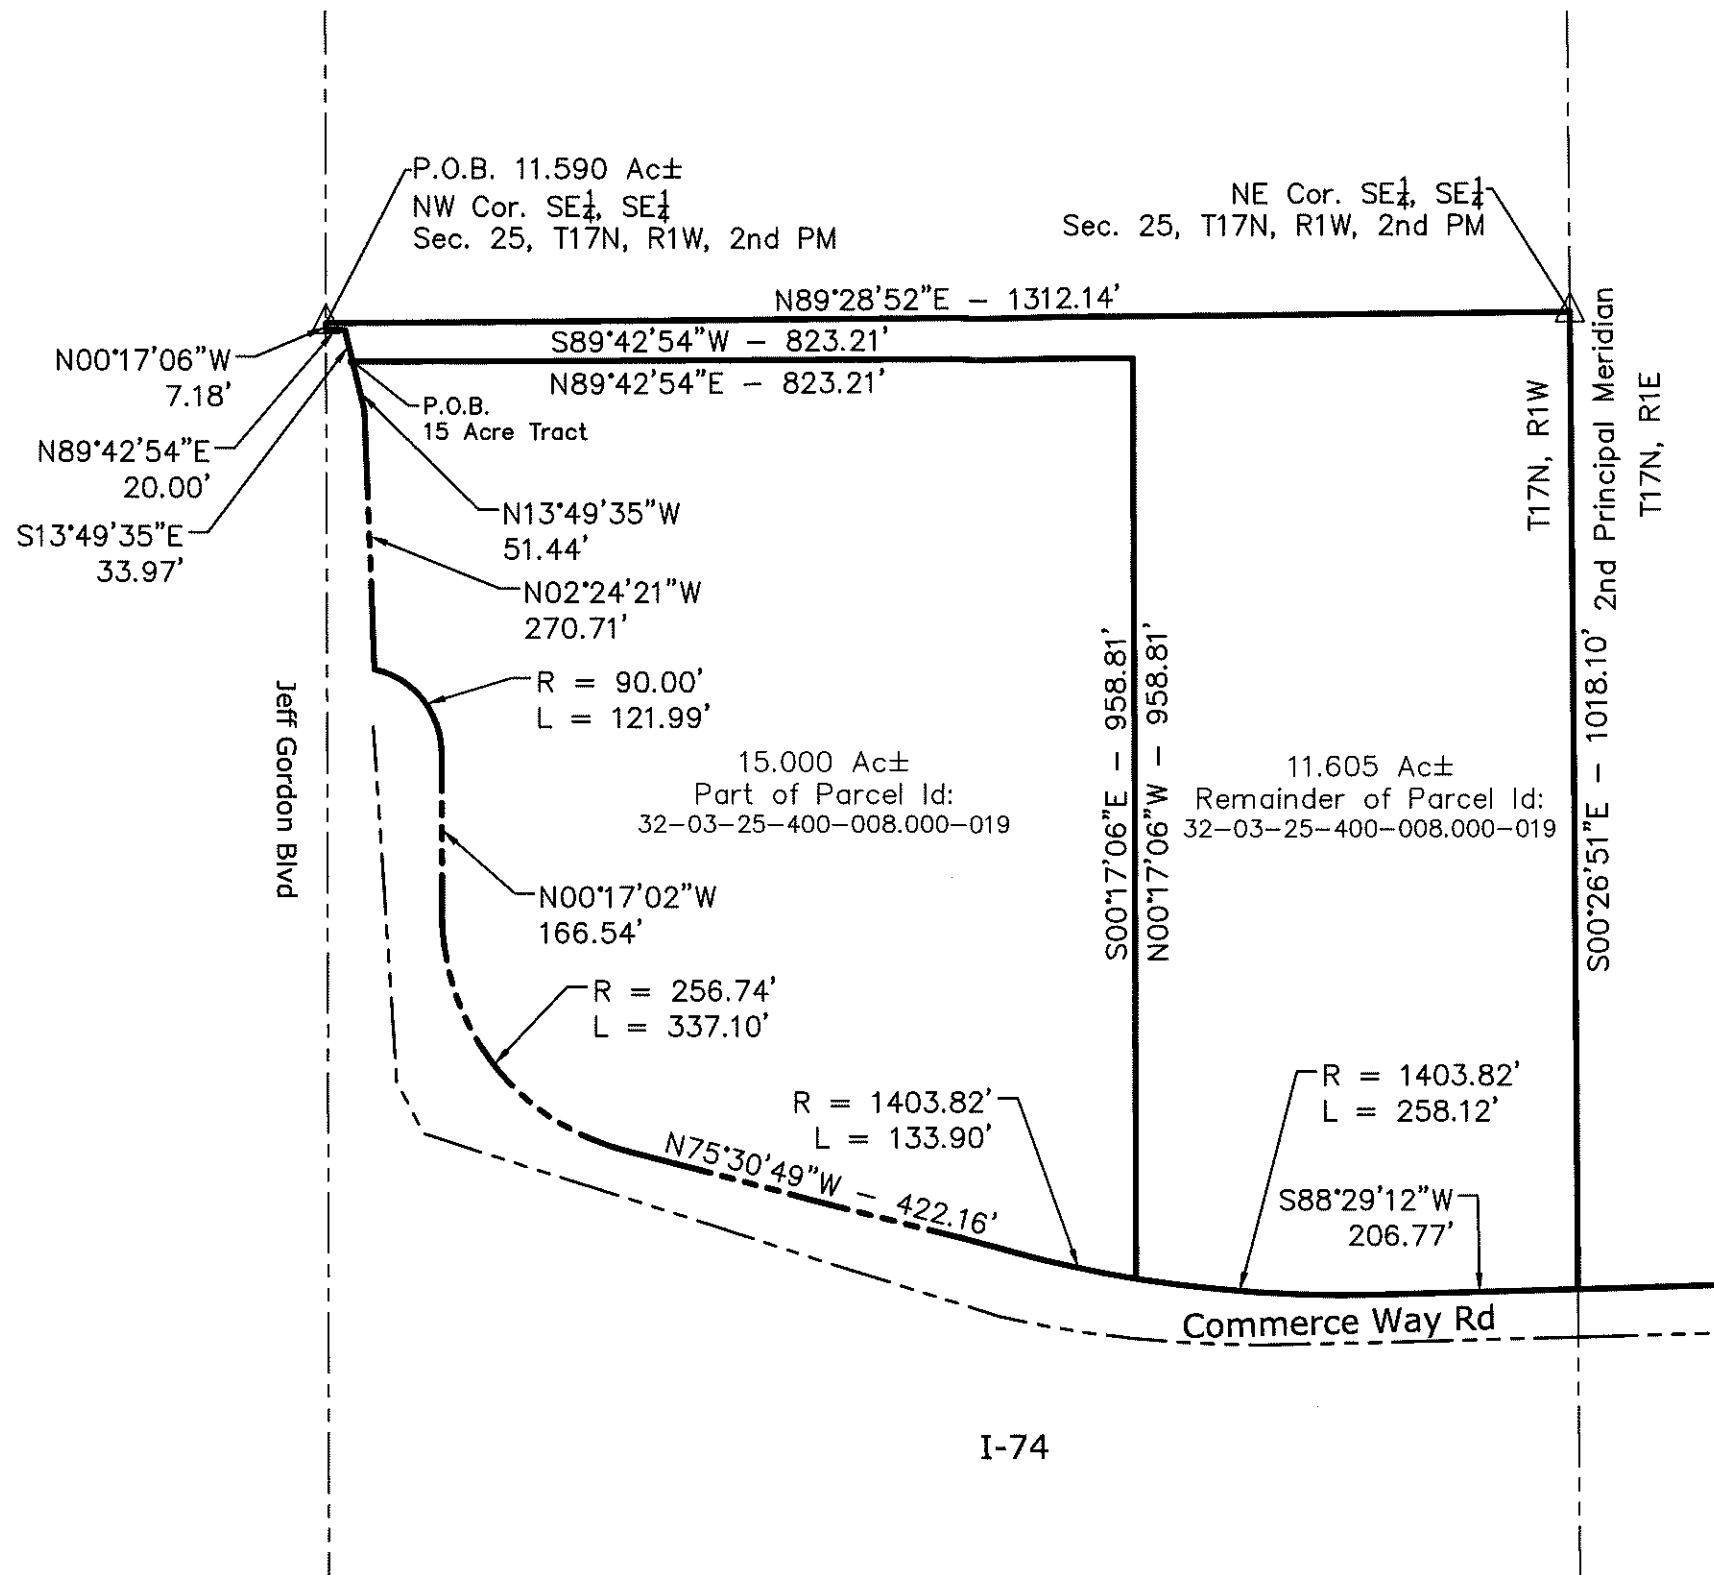 P.O.B. 11.590 Ac±
NW Cor. SE¼, SE¼
Sec. 25, T17N, R1W, 2nd PM
NE Cor. SE¼, SE¼
Sec. 25, T17N, R1W, 2nd PM
N89°28'52"E – 1312.14'
S89°42'54"W – 823.21'
N89°42'54"E – 823.21'
N00°17'06"W
7.18'
N89°42'54"E
20.00'
S13°49'35"E
33.97'
P.O.B.
15 Acre Tract
N13°49'35"W
51.44'
N02°24'21"W
270.71'
R = 90.00'
L = 121.99'
Jeff Gordon Blvd
15.000 Ac±
Part of Parcel Id:
32-03-25-400-008.000-019
S00°17'06"E – 958.81'
N00°17'06"W – 958.81'
11.605 Ac±
Remainder of Parcel Id:
32-03-25-400-008.000-019
T17N, R1W
2nd Principal Meridian
T17N, R1E
S00°26'51"E – 1018.10'
N00°17'02"W
166.54'
R = 256.74'
L = 337.10'
N75°30'49"W – 422.16'
R = 1403.82'
L = 133.90'
R = 1403.82'
L = 258.12'
S88°29'12"W
206.77'
Commerce Way Rd
I-74